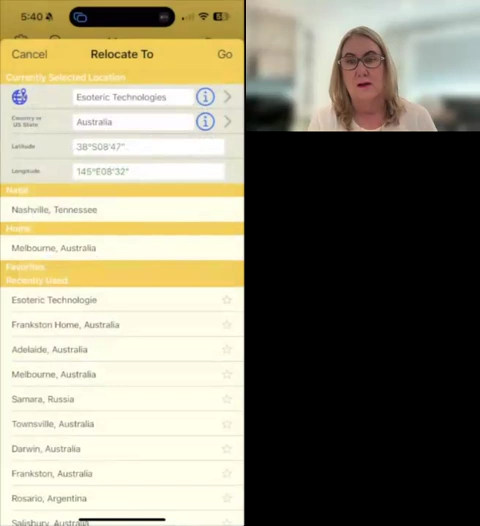 5:40
Cancel
Relocate To
Go
Currently Selected Location
Esoteric Technologies
Country or
US State
Australia
Latitude
38°S08'47"
Longitude
145°E08'32"
Natal
Nashville, Tennessee
Home
Melbourne, Australia
Favorites
Recently Used
Esoteric Technologie
Frankston Home, Australia
Adelaide, Australia
Melbourne, Australia
Samara, Russia
Townsville, Australia
Darwin, Australia
Frankston, Australia
Rosario, Argentina
Salisbury, Australia